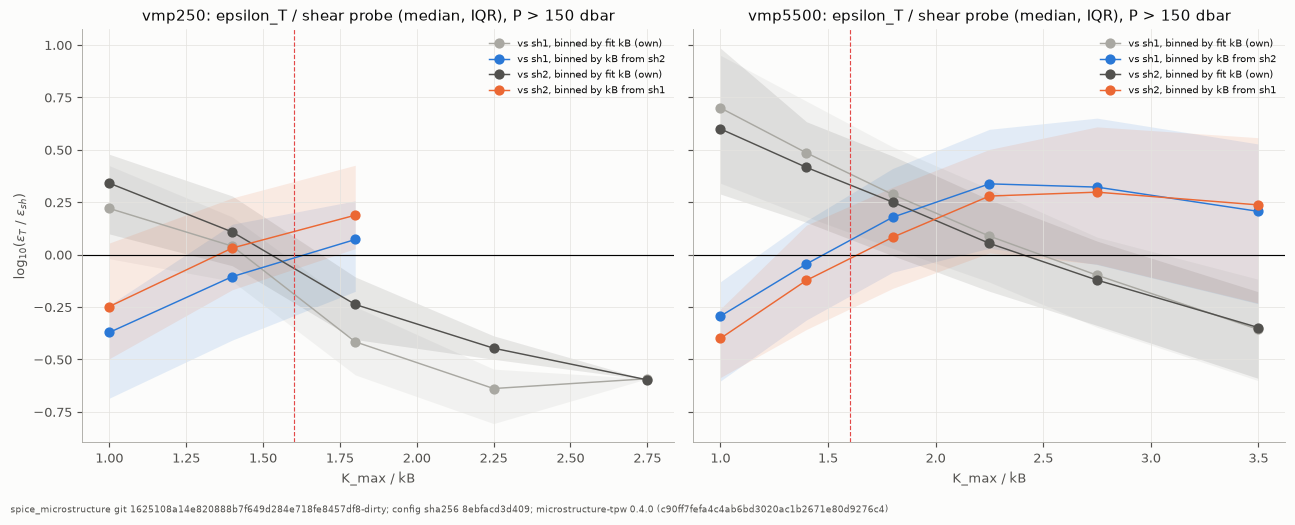 vmp250: epsilon_T / shear probe (median, IQR), P > 150 dbar
vmp5500: epsilon_T / shear probe (median, IQR), P > 150 dbar
vs sh1, binned by fit kB (own)
vs sh1, binned by kB from sh2
vs sh2, binned by fit kB (own)
vs sh2, binned by kB from sh1
vs sh1, binned by fit kB (own)
vs sh1, binned by kB from sh2
vs sh2, binned by fit kB (own)
vs sh2, binned by kB from sh1
log10(εT / εsh)
1.00
0.75
0.50
0.25
0.00
−0.25
−0.50
−0.75
1.00 1.25 1.50 1.75 2.00 2.25 2.50 2.75
1.0 1.5 2.0 2.5 3.0 3.5
K_max / kB
K_max / kB
spice_microstructure git 1625108a14e820888b7f649d284e718fe8457df8-dirty; config sha256 8ebfacd3d409; microstructure-tpw 0.4.0 (c90ff7fefa4c4ab6bd3020ac1b2671e80d9276c4)